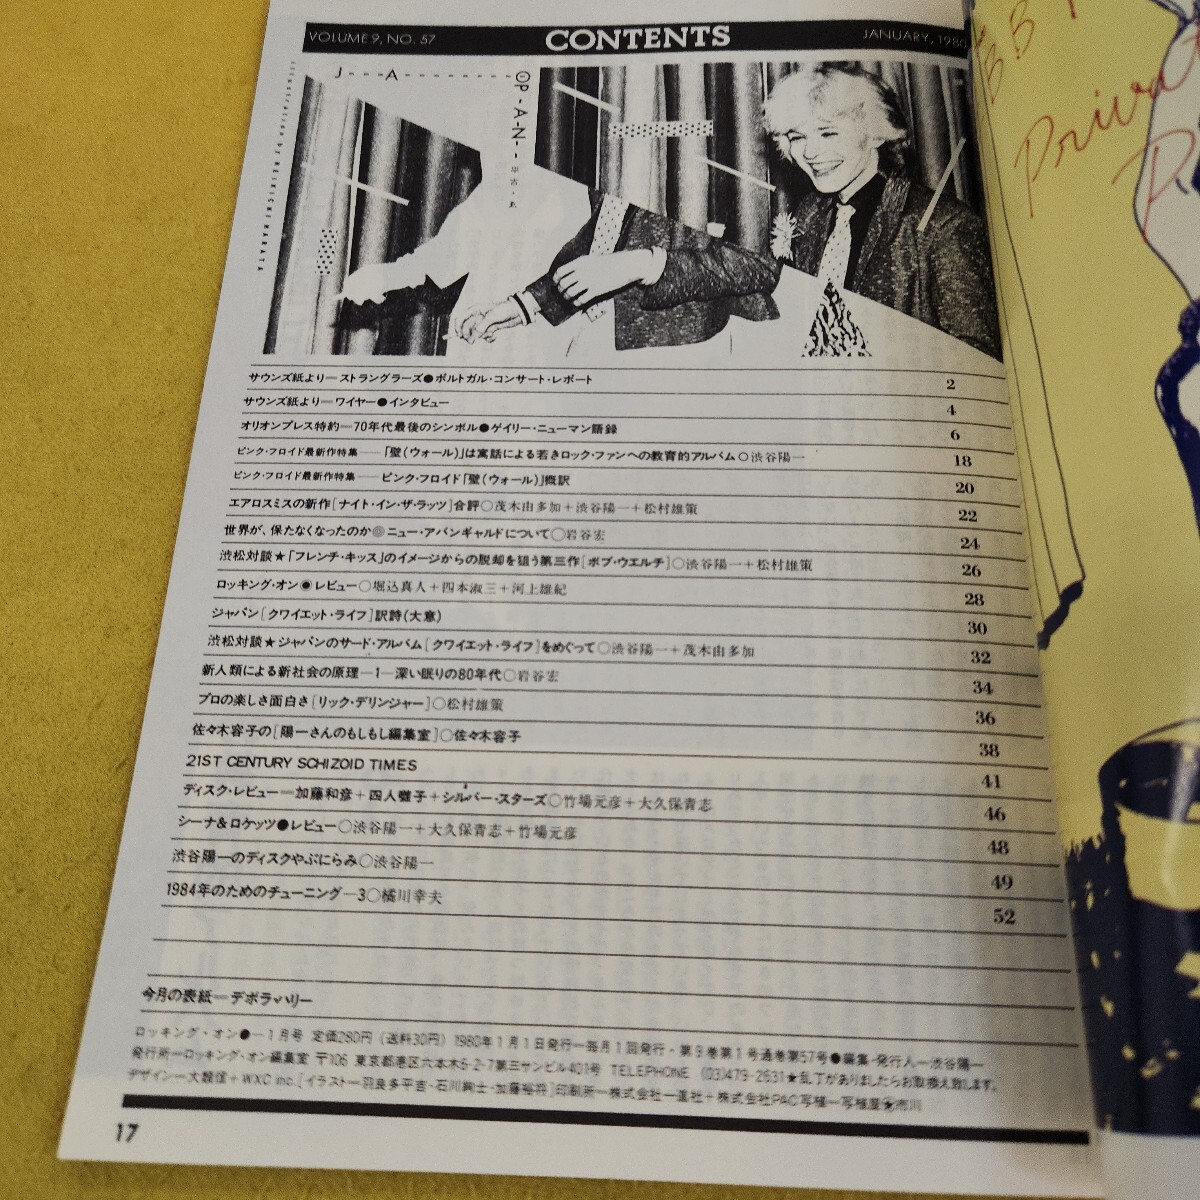 VOLUME 9, NO. 57
CONTENTS
JANUARY, 1980
J---A--------
OP-A-N--
平吉・ゑ
illustration by HEIKICHI HARATA
サウンズ紙より＝ストラングラーズ●ポルトガル・コンサート・レポート 2
サウンズ紙より＝ワイヤー●インタビュー 4
オリオンプレス特約＝70年代最後のシンボル●ゲイリー・ニューマン語録 6
ピンク・フロイド最新作特集――「壁(ウォール)」は寓話による若きロック・ファンへの教育的アルバム○渋谷陽一 18
ピンク・フロイド最新作特集――ピンク・フロイド「壁(ウォール)」概訳 20
エアロスミスの新作[ナイト・イン・ザ・ラッツ]合評○茂木由多加＋渋谷陽一＋松村雄策 22
世界が、保たなくなったのか◎ニュー・アバンギャルドについて○岩谷宏 24
渋松対談★「フレンチ・キッス」のイメージからの脱却を狙う第三作[ボブ・ウエルチ]○渋谷陽一＋松村雄策 26
ロッキング・オン●レビュー○堀込真人＋四本淑三＋河上雄紀 28
ジャパン[クワイエット・ライフ]訳詩(大意) 30
渋松対談★ジャパンのサード・アルバム[クワイエット・ライフ]をめぐって○渋谷陽一＋茂木由多加 32
新人類による新社会の原理―1―深い眠りの80年代○岩谷宏 34
プロの楽しさ面白さ[リック・デリンジャー]○松村雄策 36
佐々木容子の[陽一さんのもしもし編集室]○佐々木容子 38
21ST CENTURY SCHIZOID TIMES 41
ディスク・レビュー＝加藤和彦＋四人囃子＋シルバー・スターズ○竹場元彦＋大久保青志 46
シーナ&ロケッツ●レビュー○渋谷陽一＋大久保青志＋竹場元彦 48
渋谷陽一のディスクやぶにらみ○渋谷陽一 49
1984年のためのチューニング―3○橘川幸夫 52
今月の表紙＝デボラ・ハリー
ロッキング・オン●―1月号 定価280円(送料30円)1980年1月1日発行―毎月1回発行・第9巻第1号通巻第57号●編集・発行人―渋谷陽一
発行所―ロッキング・オン編集室 〒106 東京都港区六本木6-2-7第三サンビル401号 TELEPHONE (03)479-2631★乱丁がありましたらお取換え致します。
デザイン―大類信＋WXC inc.[イラスト―羽良多平吉・石川絢士・加藤裕将]印刷所―株式会社一進社＋株式会社PAC写植―写植屋★市川
17
B.B
Private